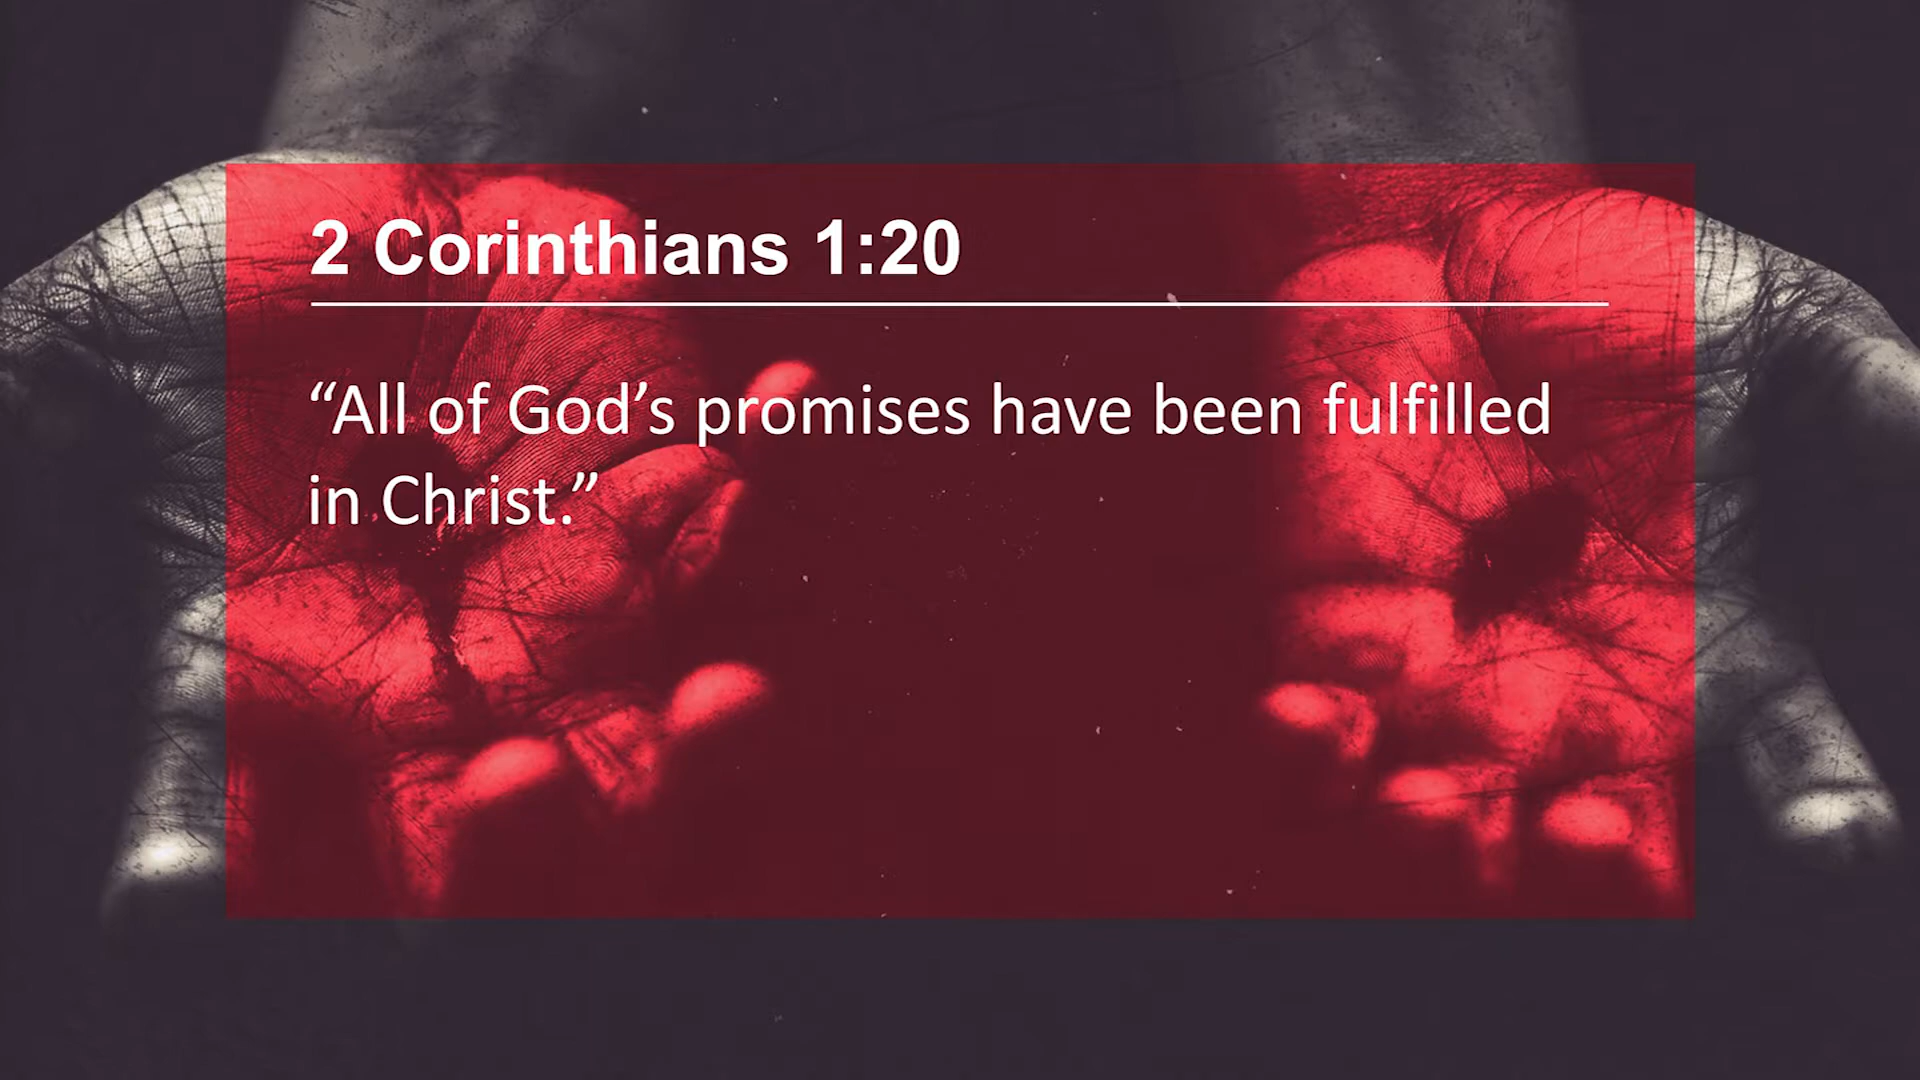 2 Corinthians 1:20
“All of God’s promises have been fulfilled
in Christ.”